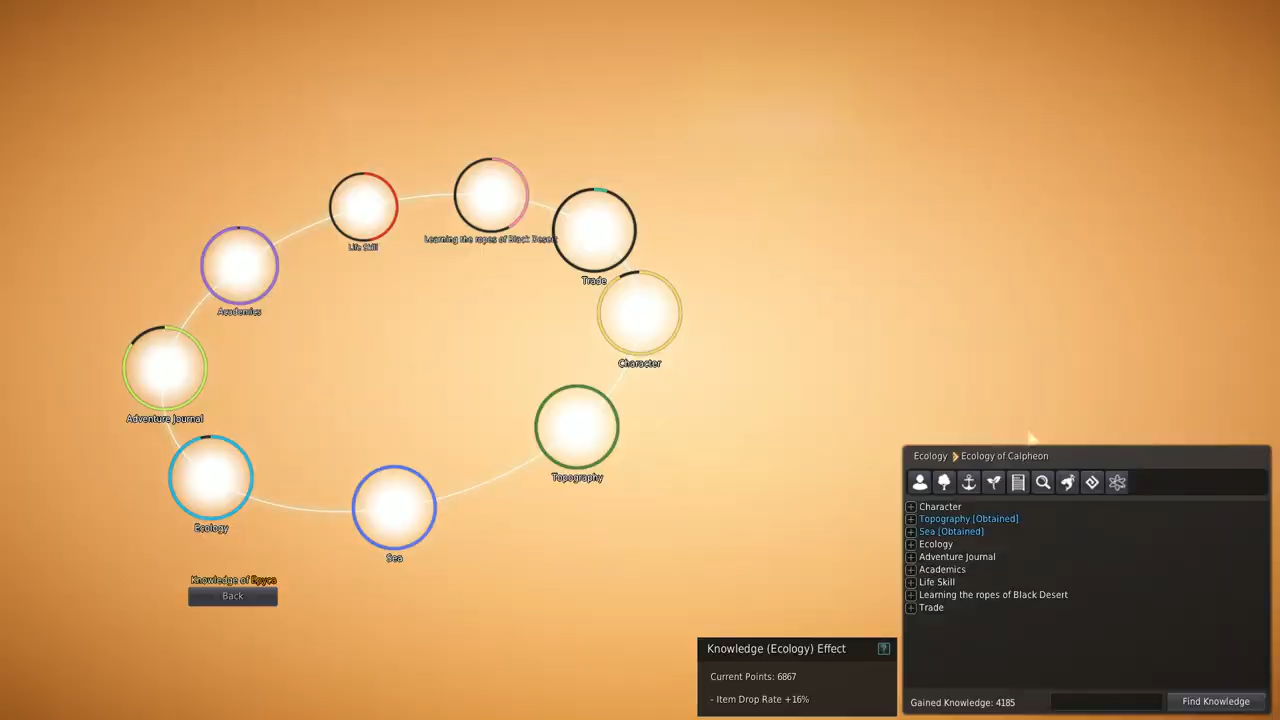 Life Skill
Learning the ropes of Black Desert
Trade
Academics
Character
Adventure Journal
Topography
Ecology
Sea
Knowledge of Epyca
Back
Ecology Ecology of Calpheon
Character
Topography [Obtained]
Sea [Obtained]
Ecology
Adventure Journal
Academics
Life Skill
Learning the ropes of Black Desert
Trade
Knowledge (Ecology) Effect ?
Current Points: 6867
- Item Drop Rate +16%
Gained Knowledge: 4185
Find Knowledge